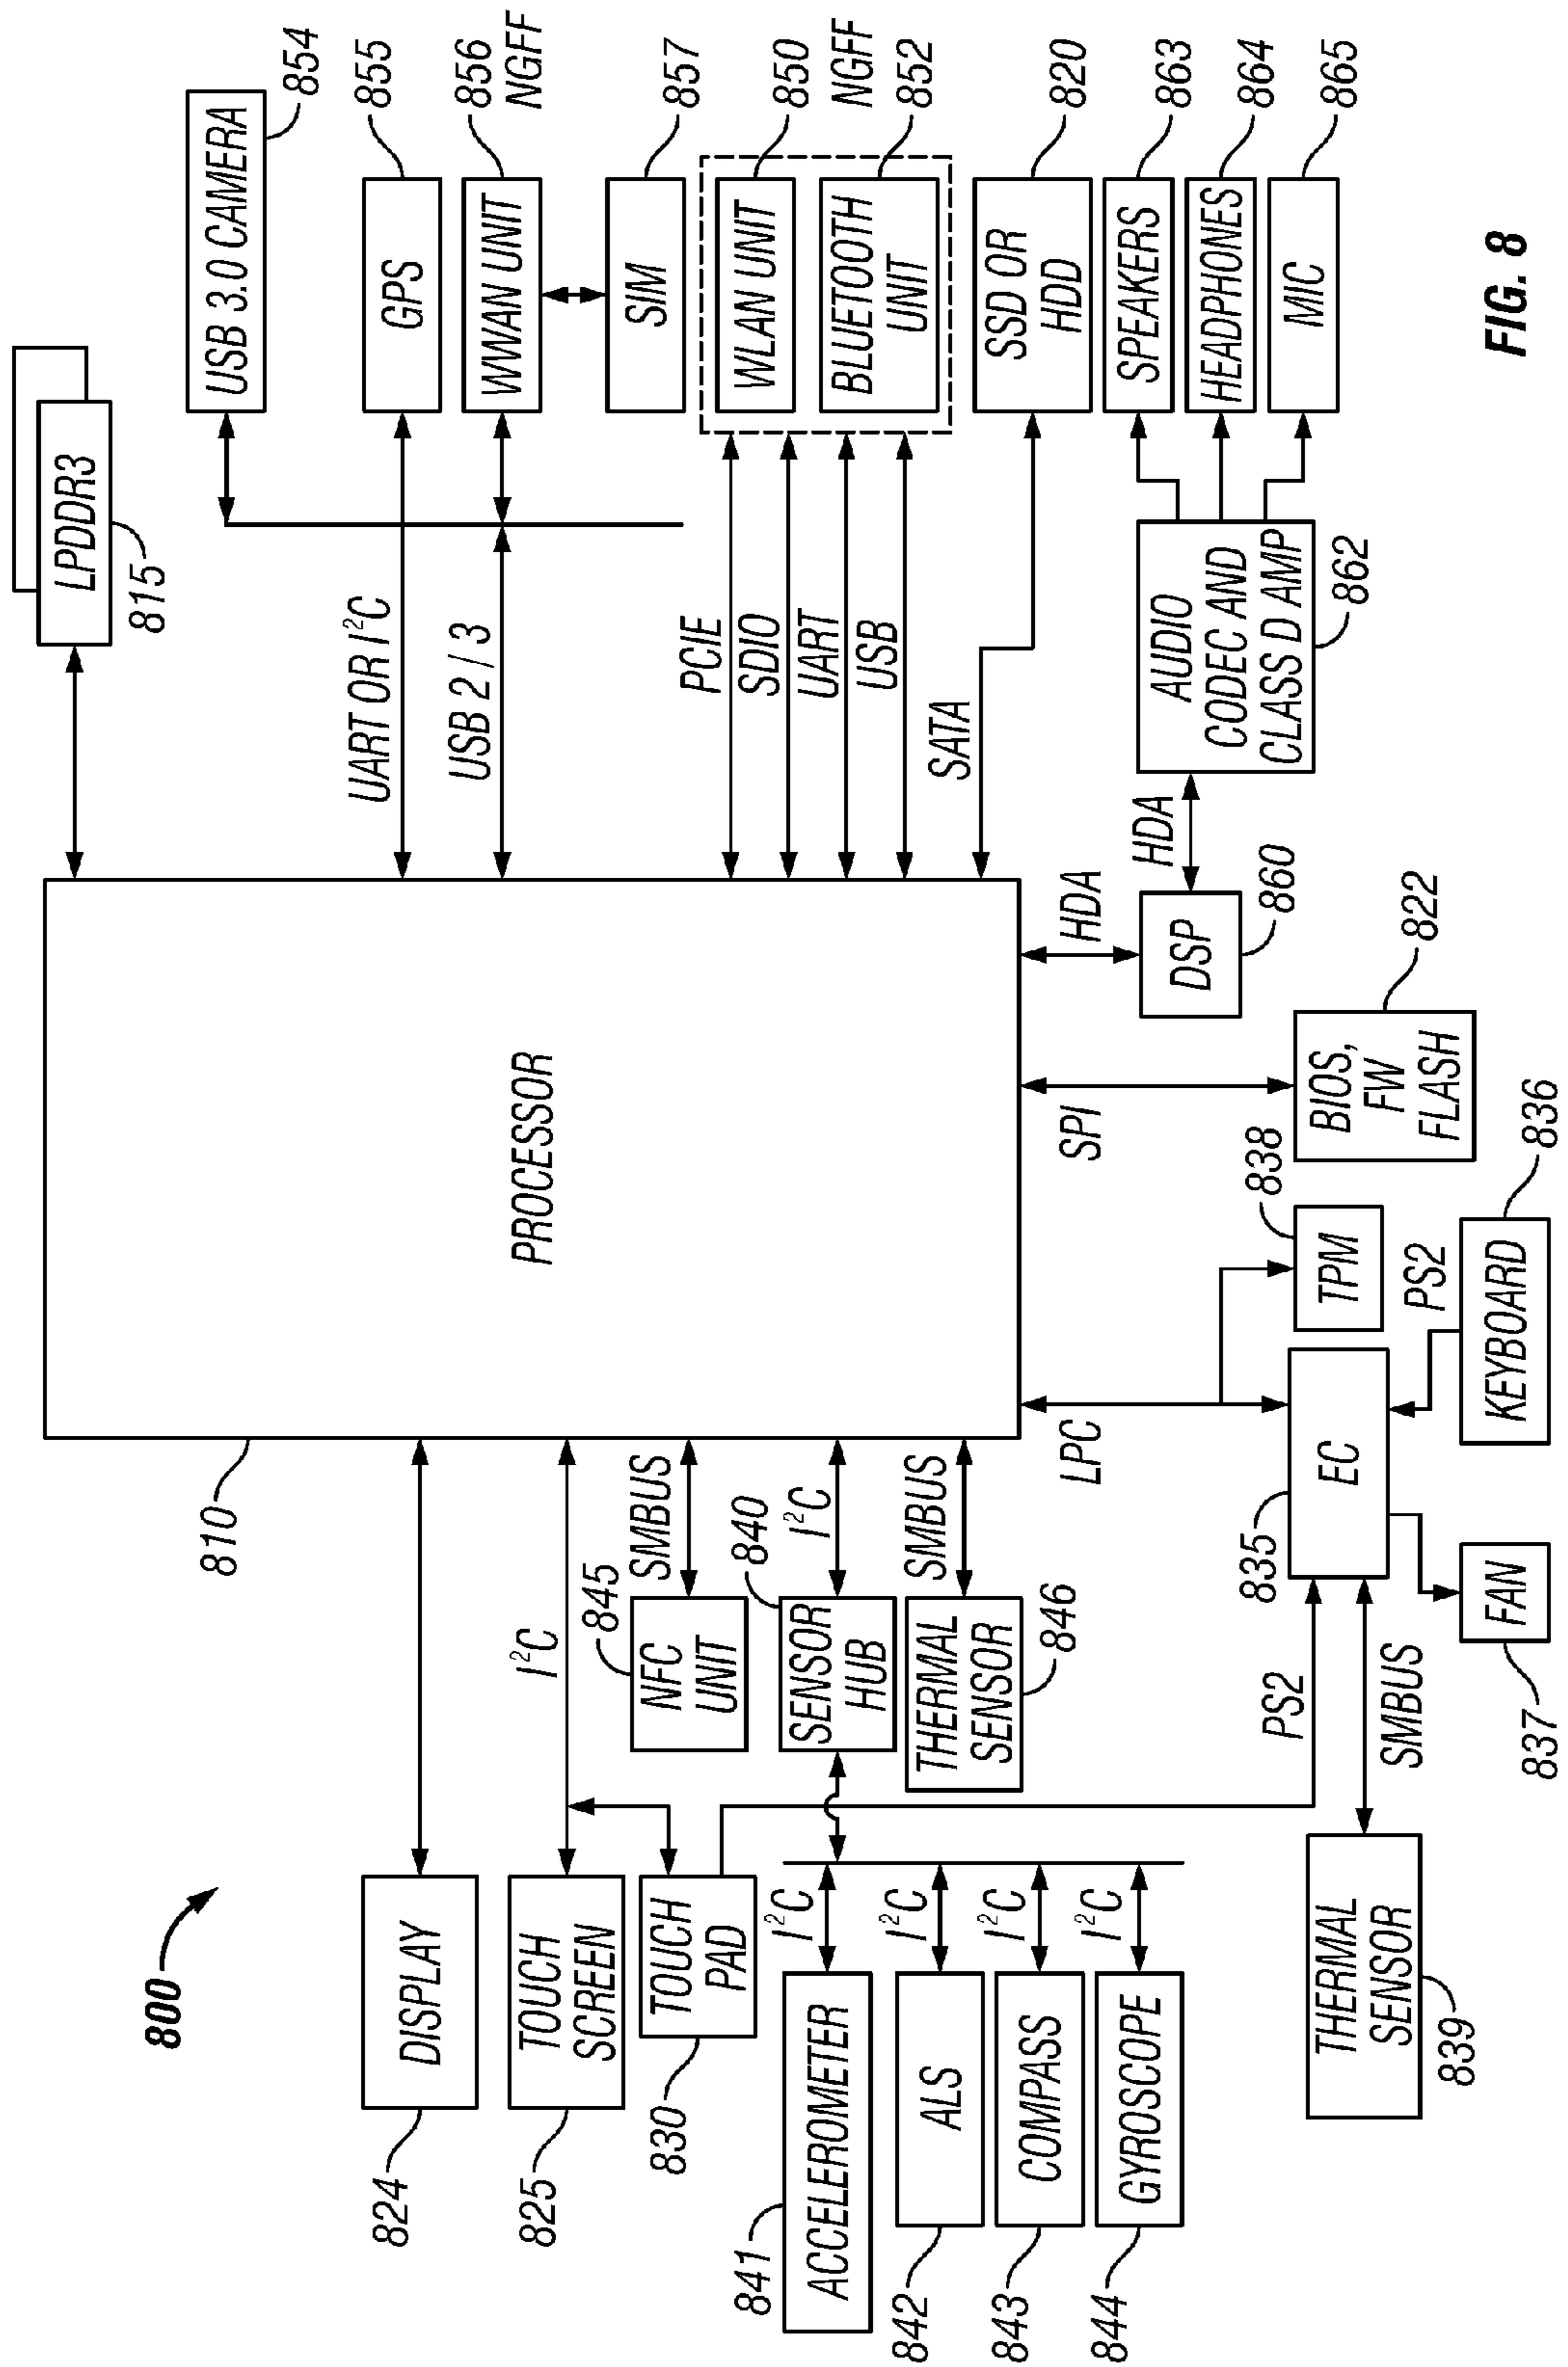 800
810
PROCESSOR
LPDDR3
815
824
DISPLAY
825
TOUCH
SCREEN
I²C
830
TOUCH
PAD
845
NFC
UNIT
SMBUS
840
SENSOR
HUB
I²C
THERMAL
SENSOR
846
SMBUS
841
ACCELEROMETER
I²C
842
ALS
I²C
843
COMPASS
I²C
844
GYROSCOPE
I²C
THERMAL
SENSOR
839
SMBUS
PS2
835
EC
LPC
FAN
837
KEYBOARD
836
PS2
TPM
838
SPI
BIOS,
FW
FLASH
822
HDA
DSP
860
HDA
AUDIO
CODEC AND
CLASS D AMP
862
USB 3.0 CAMERA
854
UART OR I²C
GPS
855
USB 2 / 3
WWAN UNIT
856
NGFF
SIM
857
PCIE
SDIO
UART
USB
WLAN UNIT
850
BLUETOOTH
UNIT
NGFF
852
SATA
SSD OR
HDD
820
SPEAKERS
863
HEADPHONES
864
MIC
865
FIG. 8